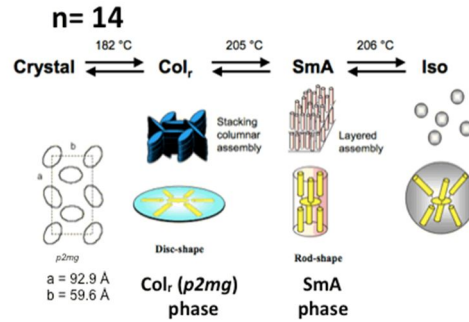 n= 14
182 °C 205 °C 206 °C
Crystal Colr SmA Iso
Stacking
columnar
assembly
Layered
assembly
b
a
p2mg
Disc-shape
Rod-shape
a = 92.9 Å
b = 59.6 Å
Colr (p2mg)
phase
SmA
phase